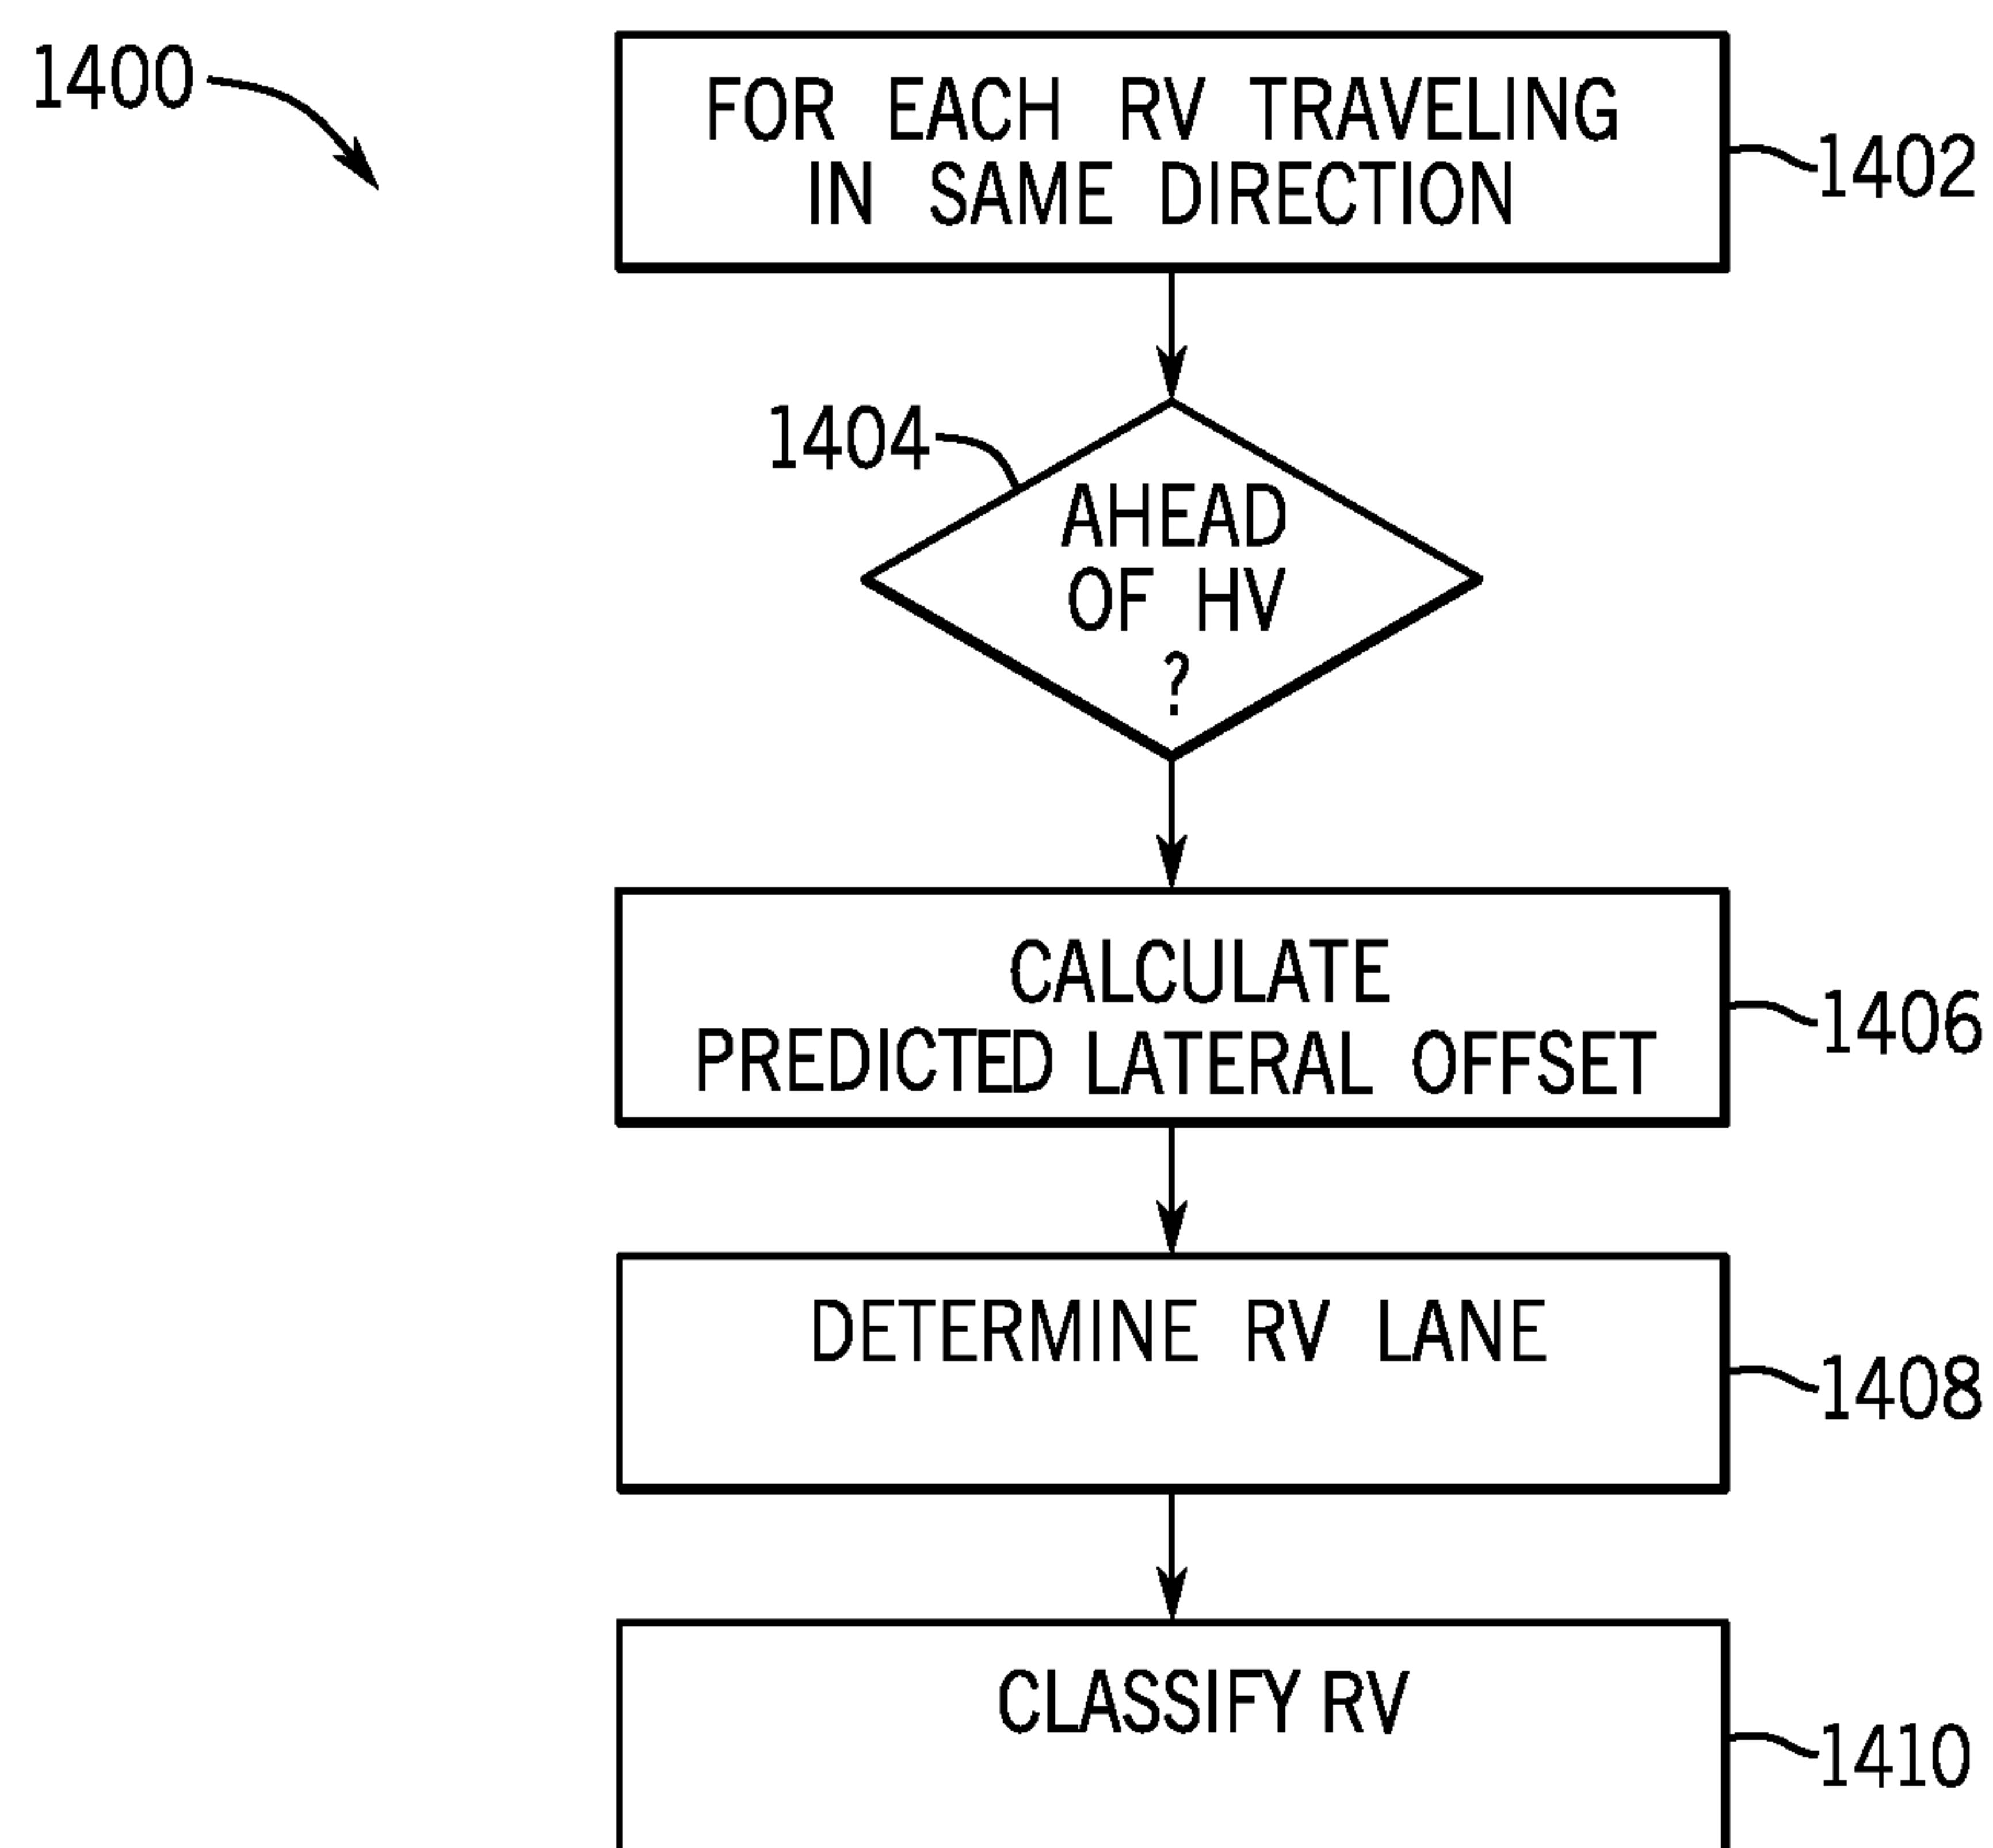 1400
FOR EACH RV TRAVELING
IN SAME DIRECTION
1402
1404
AHEAD
OF HV
?
CALCULATE
PREDICTED LATERAL OFFSET
1406
DETERMINE RV LANE
1408
CLASSIFY RV
1410